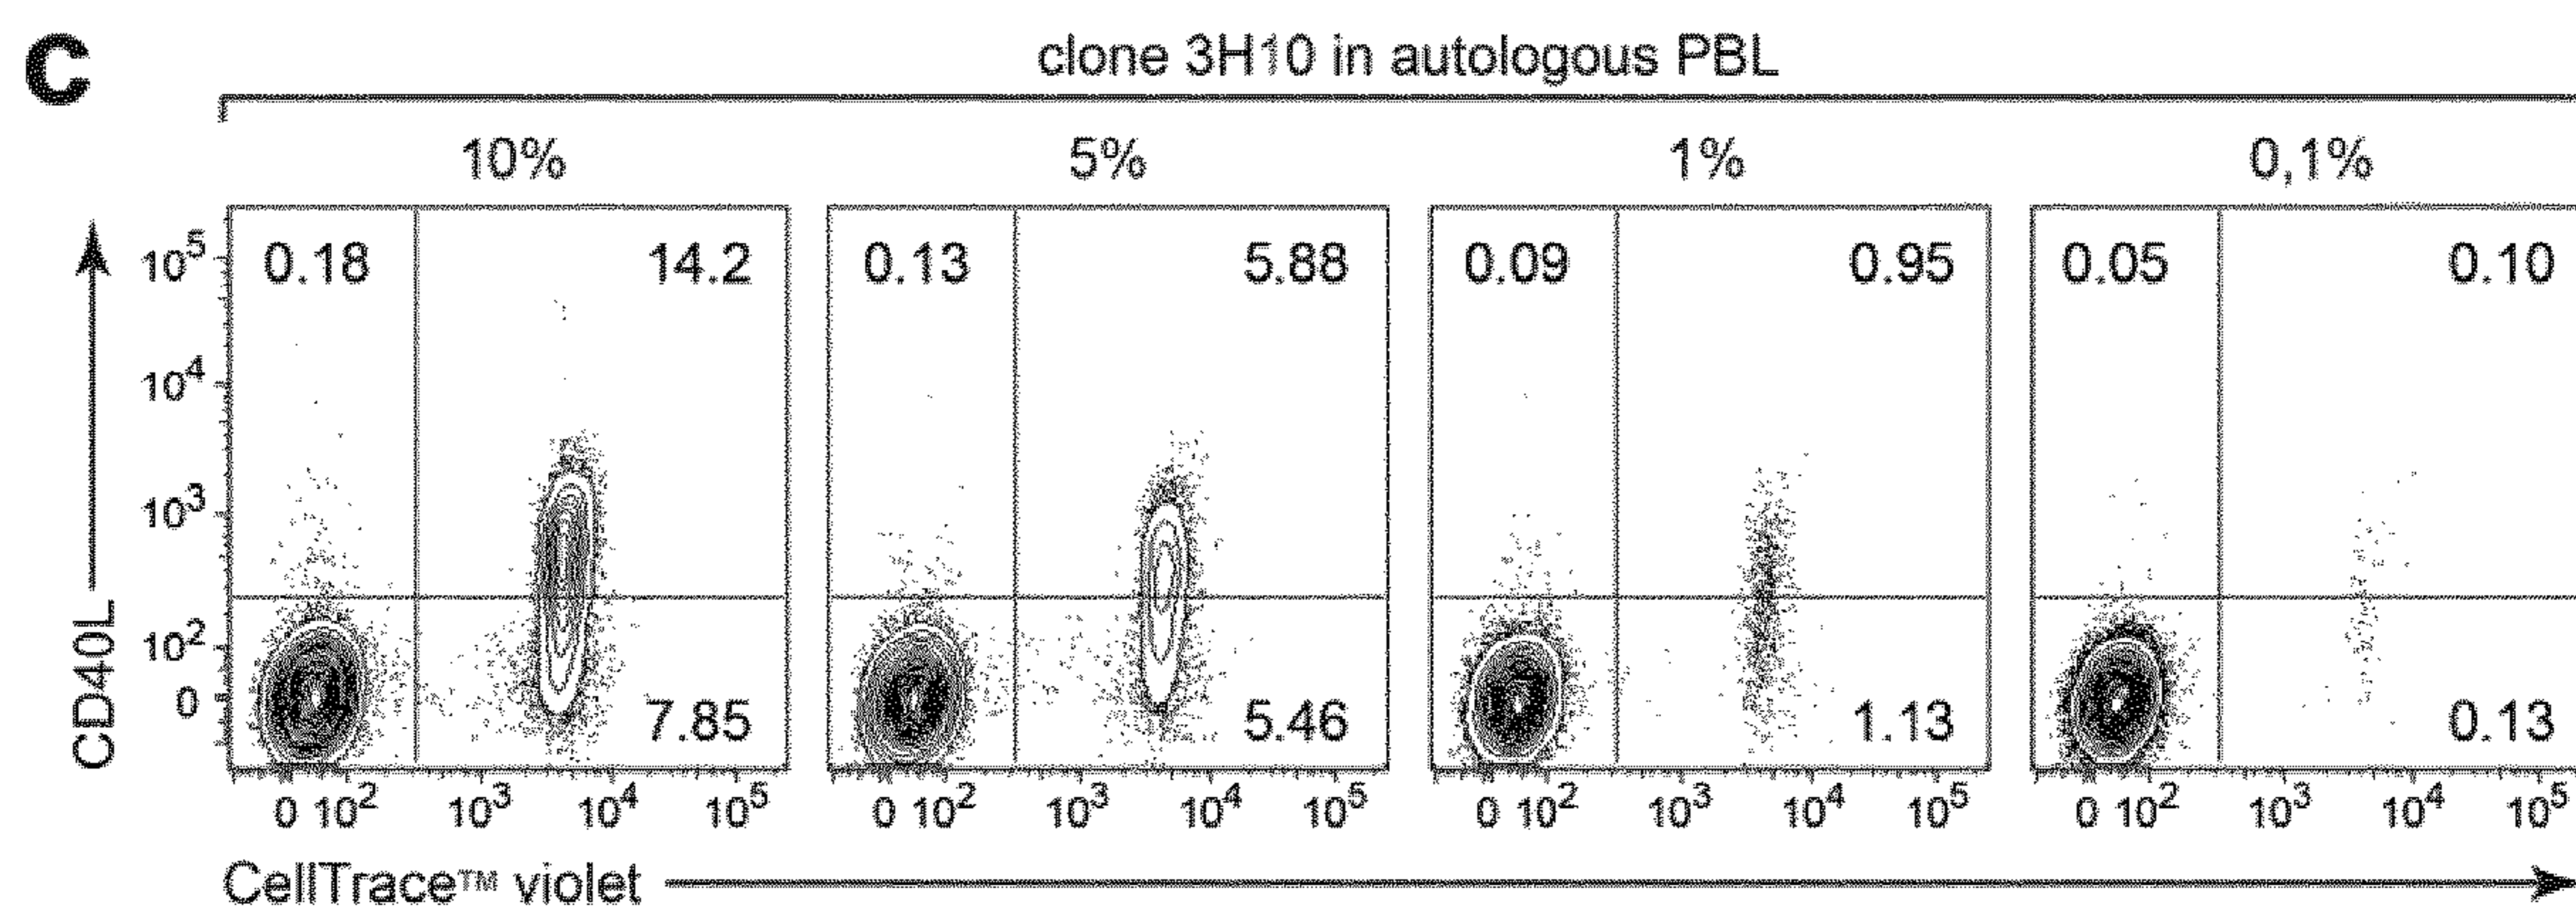 C
clone 3H10 in autologous PBL
10% 5% 1% 0,1%
0.18 14.2 0.13 5.88 0.09 0.95 0.05 0.10
10^5
10^4
10^3
10^2
0
7.85 5.46 1.13 0.13
CD40L
0 10^2 10^3 10^4 10^5 0 10^2 10^3 10^4 10^5 0 10^2 10^3 10^4 10^5 0 10^2 10^3 10^4 10^5
CellTrace™ violet